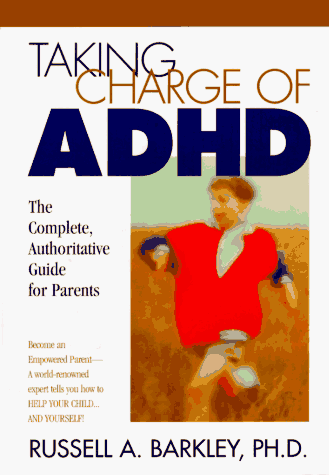 TAKING
CHARGE OF
ADHD
The
Complete,
Authoritative
Guide
for Parents
Become an
Empowered Parent—
A world-renowned
expert tells you how to
HELP YOUR CHILD...
AND YOURSELF!
RUSSELL A. BARKLEY, PH.D.